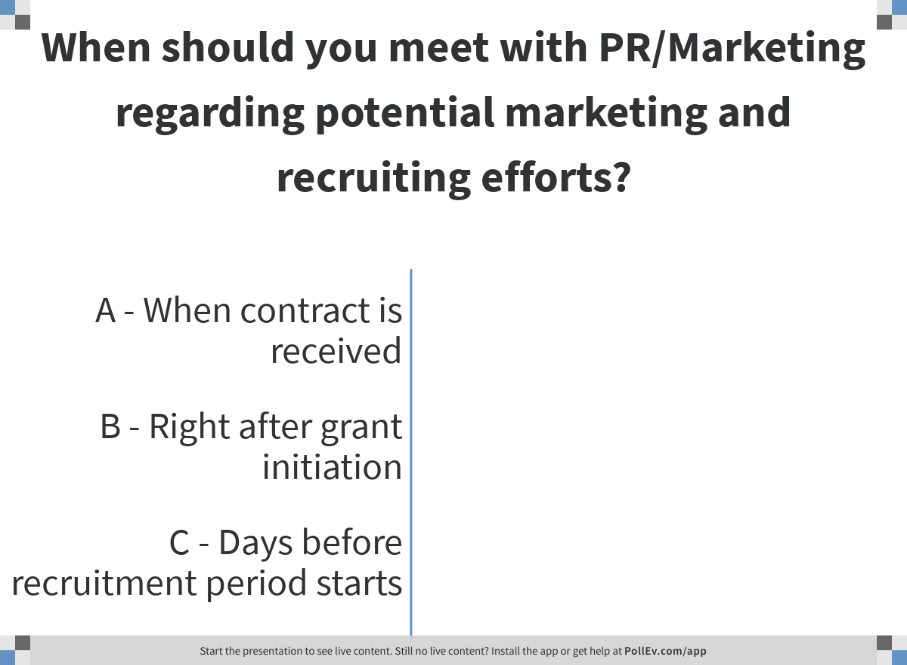 When should you meet with PR/Marketing
regarding potential marketing and
recruiting efforts?
A - When contract is
received
B - Right after grant
initiation
C - Days before
recruitment period starts
Start the presentation to see live content. Still no live content? Install the app or get help at PollEv.com/app